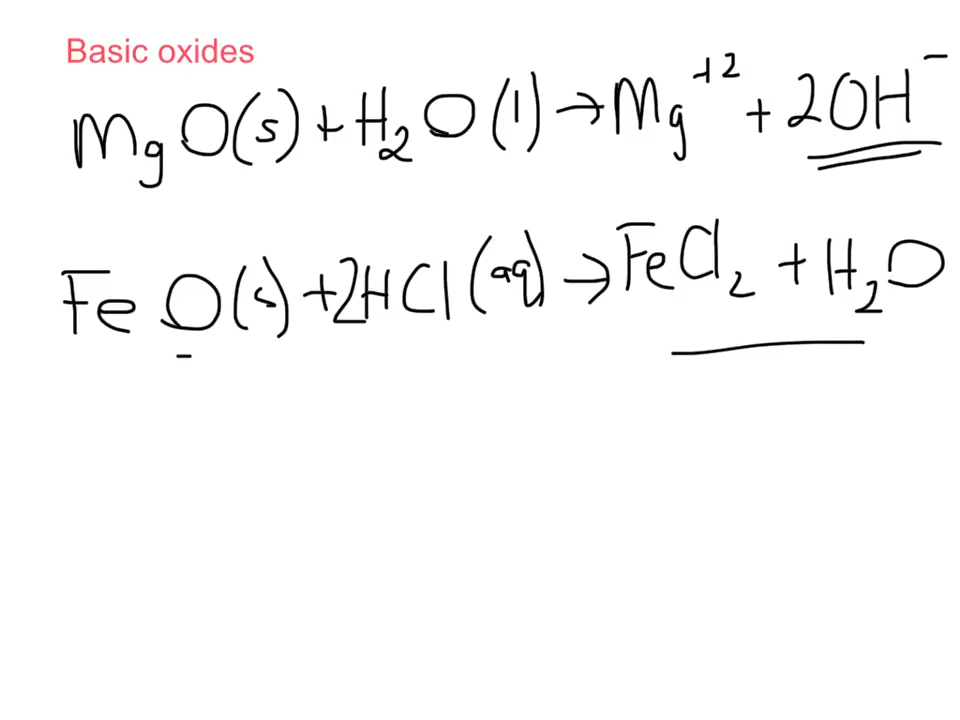 Basic oxides
MgO(s) + H₂O(l) → Mg⁺² + 2OH⁻
FeO(s) + 2HCl(aq) → FeCl₂ + H₂O